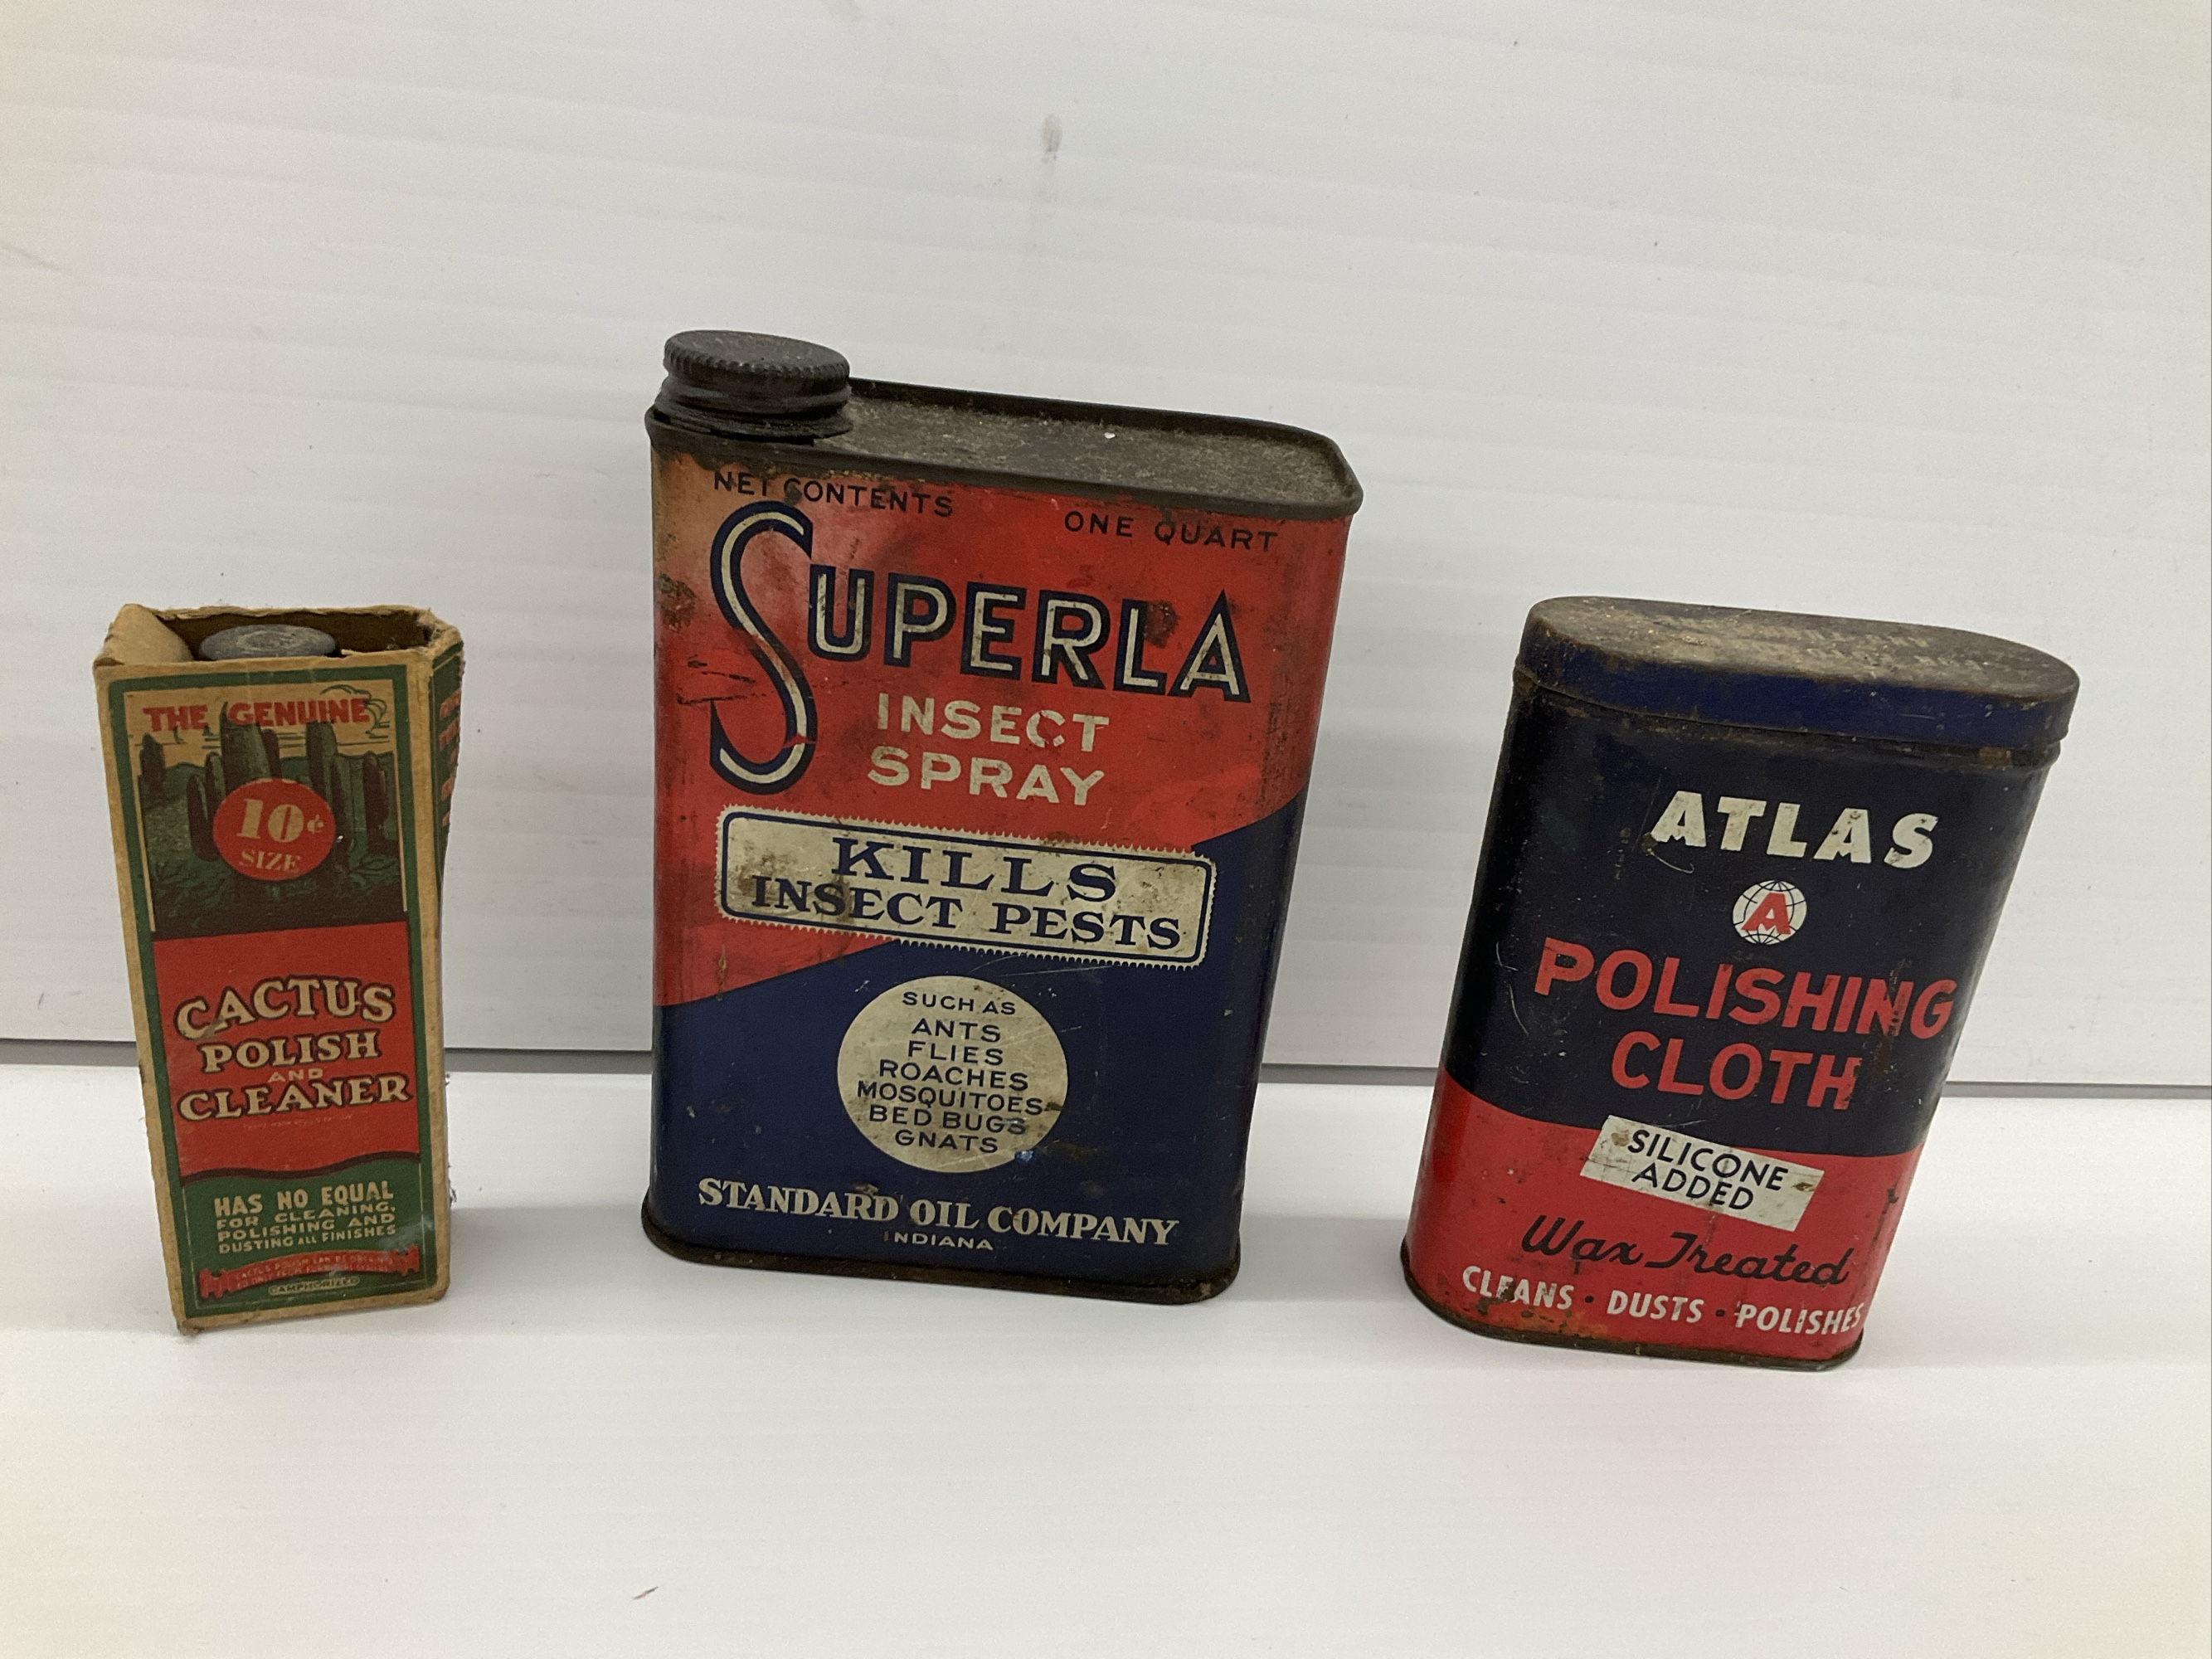 THE GENUINE
10¢
SIZE
CACTUS
POLISH
AND
CLEANER
HAS NO EQUAL
FOR CLEANING,
POLISHING AND
DUSTING ALL FINISHES
CAMPHORIZED
NET CONTENTS ONE QUART
SUPERLA
INSECT
SPRAY
KILLS
INSECT PESTS
SUCH AS
ANTS
FLIES
ROACHES
MOSQUITOES
BED BUGS
GNATS
STANDARD OIL COMPANY
INDIANA
ATLAS
A
POLISHING
CLOTH
SILICONE
ADDED
Wax Treated
CLEANS · DUSTS · POLISHES